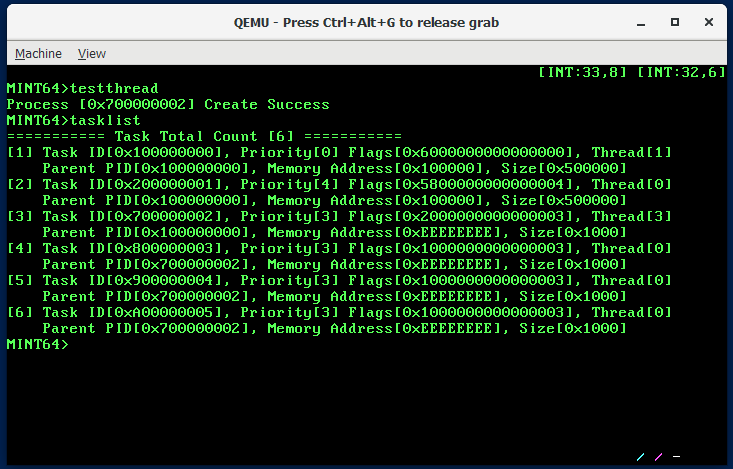 QEMU - Press Ctrl+Alt+G to release grab
Machine View
[INT:33,8] [INT:32,6]
MINT64>testthread
Process [0x700000002] Create Success
MINT64>tasklist
=========== Task Total Count [6] ===========
[1] Task ID[0x100000000], Priority[0] Flags[0x6000000000000000], Thread[1]
    Parent PID[0x100000000], Memory Address[0x100000], Size[0x500000]
[2] Task ID[0x200000001], Priority[4] Flags[0x5800000000000004], Thread[0]
    Parent PID[0x100000000], Memory Address[0x100000], Size[0x500000]
[3] Task ID[0x700000002], Priority[3] Flags[0x2000000000000003], Thread[3]
    Parent PID[0x100000000], Memory Address[0xEEEEEEEE], Size[0x1000]
[4] Task ID[0x800000003], Priority[3] Flags[0x1000000000000003], Thread[0]
    Parent PID[0x700000002], Memory Address[0xEEEEEEEE], Size[0x1000]
[5] Task ID[0x900000004], Priority[3] Flags[0x1000000000000003], Thread[0]
    Parent PID[0x700000002], Memory Address[0xEEEEEEEE], Size[0x1000]
[6] Task ID[0xA00000005], Priority[3] Flags[0x1000000000000003], Thread[0]
    Parent PID[0x700000002], Memory Address[0xEEEEEEEE], Size[0x1000]
MINT64>
/ / -